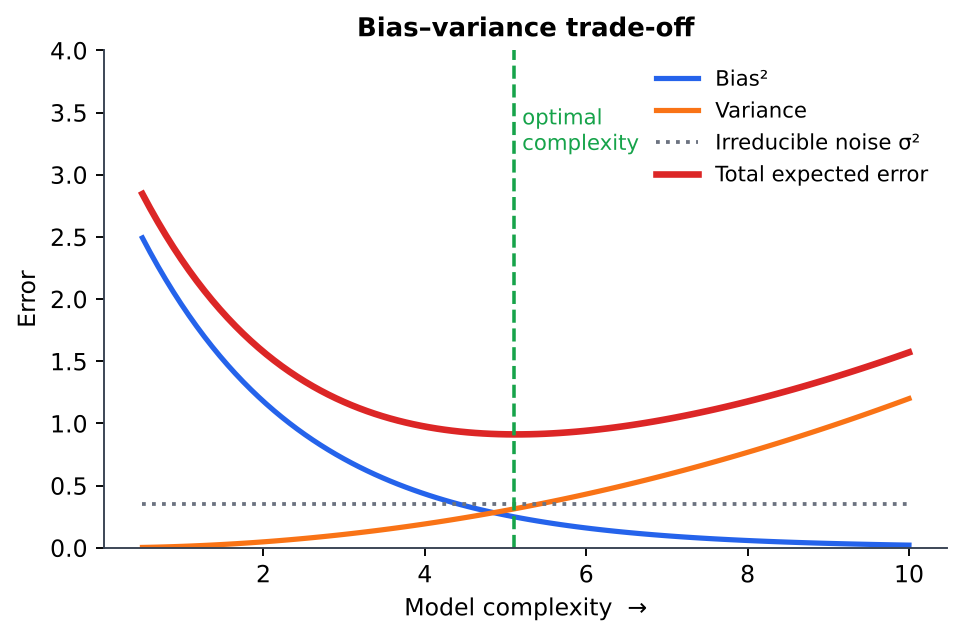 Bias–variance trade-off
4.0
3.5
3.0
2.5
2.0
1.5
1.0
0.5
0.0
Error
optimal
complexity
Bias²
Variance
Irreducible noise σ²
Total expected error
2
4
6
8
10
Model complexity →